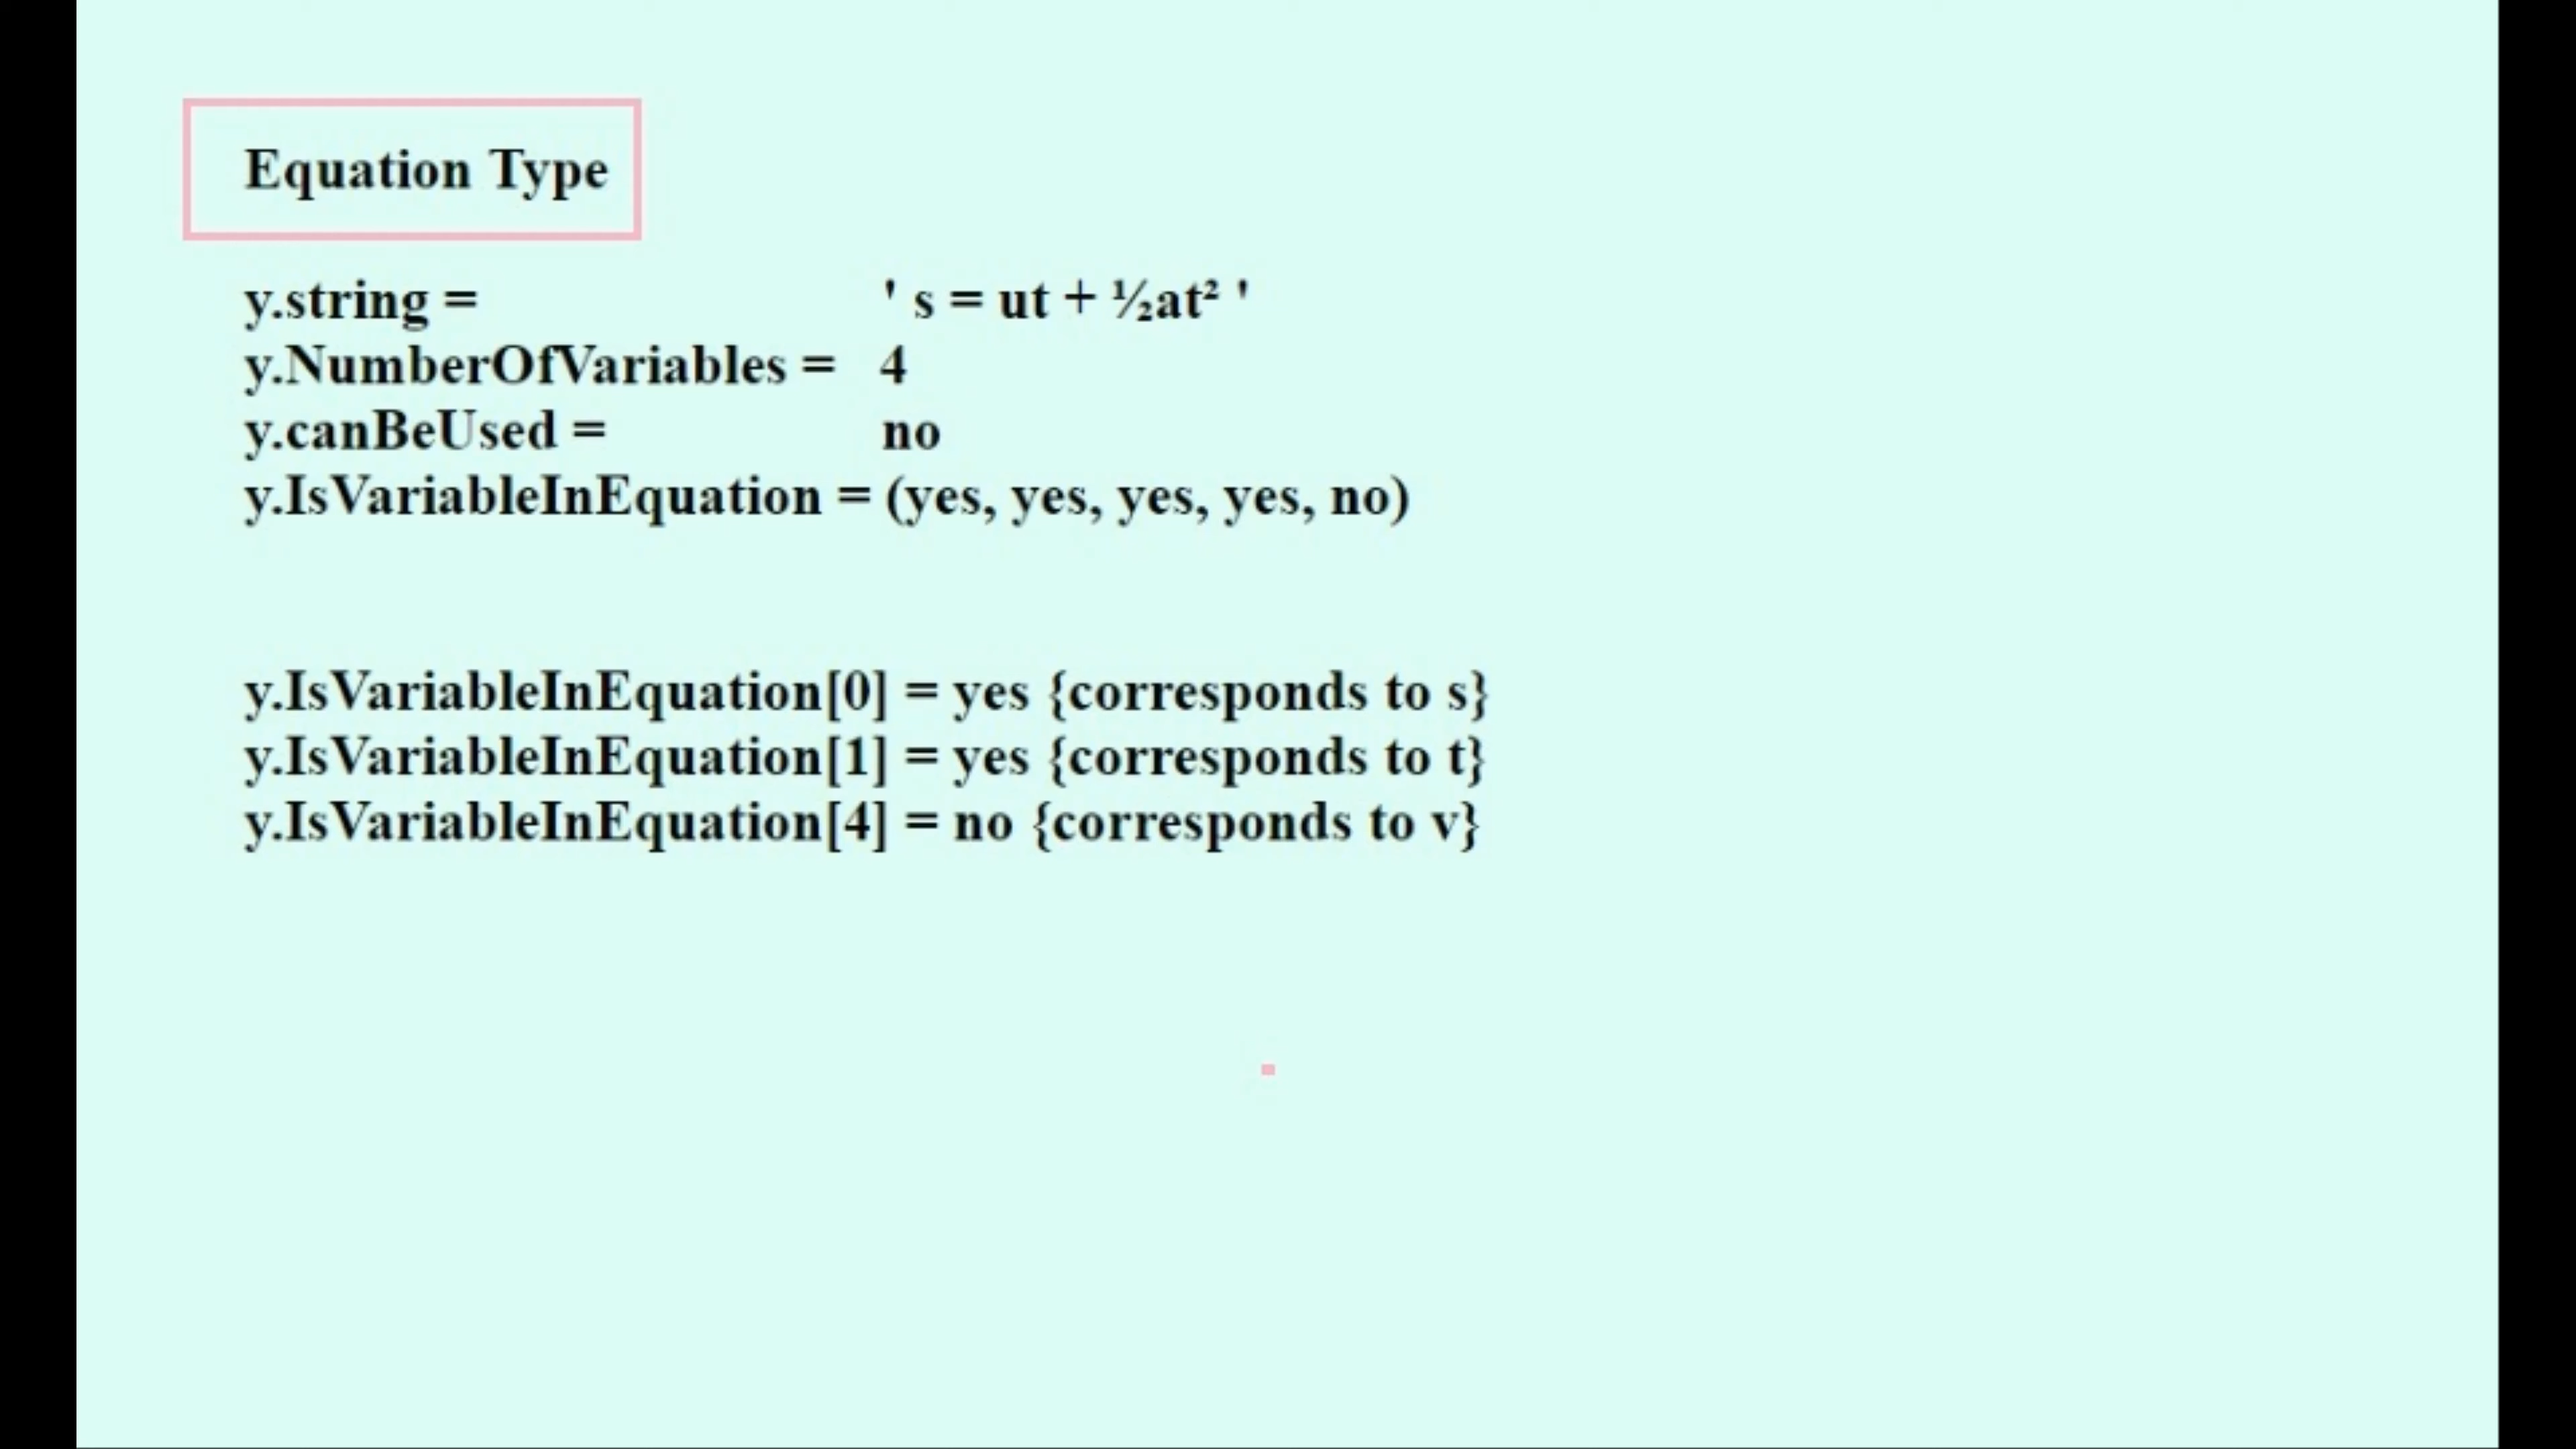 Equation Type
y.string = ' s = ut + ½at² '
y.NumberOfVariables = 4
y.canBeUsed = no
y.IsVariableInEquation = (yes, yes, yes, yes, no)
y.IsVariableInEquation[0] = yes {corresponds to s}
y.IsVariableInEquation[1] = yes {corresponds to t}
y.IsVariableInEquation[4] = no {corresponds to v}